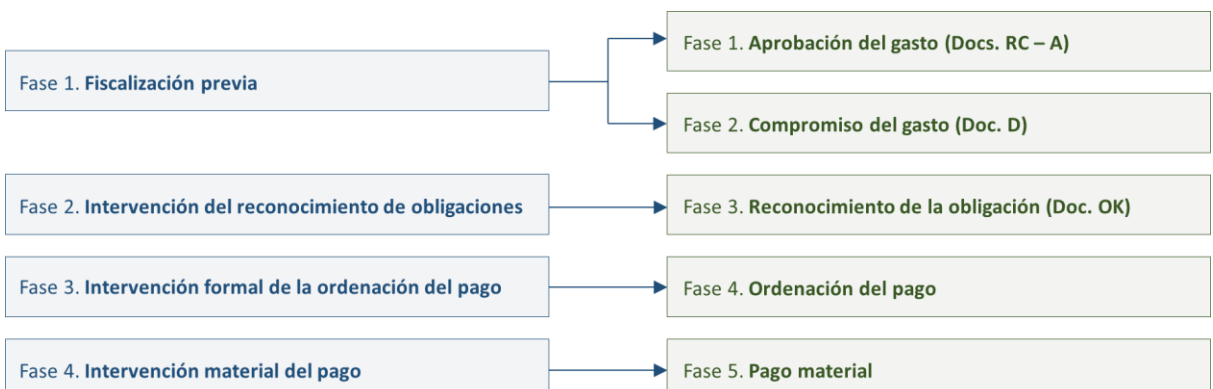 Fase 1. Fiscalización previa
Fase 1. Aprobación del gasto (Docs. RC – A)
Fase 2. Compromiso del gasto (Doc. D)
Fase 2. Intervención del reconocimiento de obligaciones
Fase 3. Reconocimiento de la obligación (Doc. OK)
Fase 3. Intervención formal de la ordenación del pago
Fase 4. Ordenación del pago
Fase 4. Intervención material del pago
Fase 5. Pago material